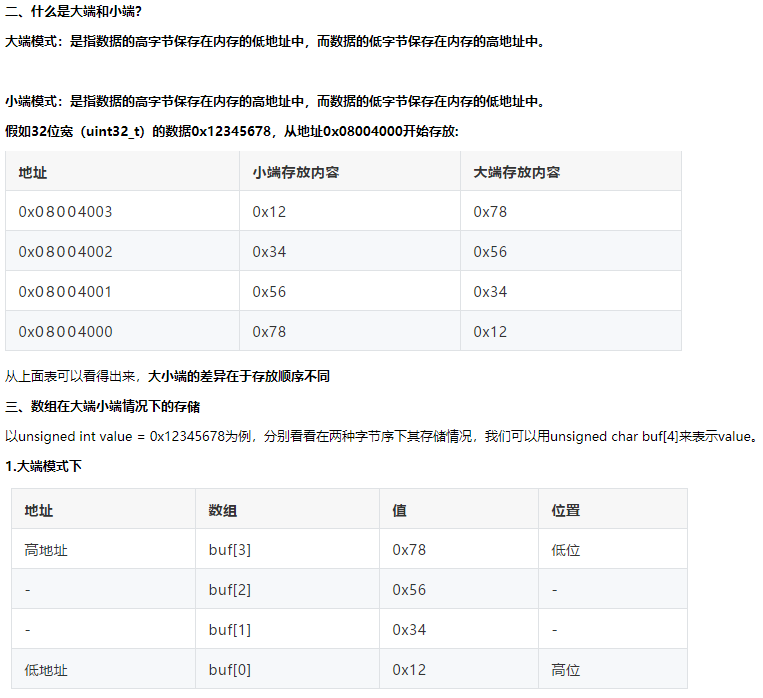 二、什么是大端和小端？
大端模式：是指数据的高字节保存在内存的低地址中，而数据的低字节保存在内存的高地址中。
小端模式：是指数据的高字节保存在内存的高地址中，而数据的低字节保存在内存的低地址中。
假如32位宽（uint32_t）的数据0x12345678，从地址0x08004000开始存放:
地址 小端存放内容 大端存放内容
0x08004003 0x12 0x78
0x08004002 0x34 0x56
0x08004001 0x56 0x34
0x08004000 0x78 0x12
从上面表可以看得出来，大小端的差异在于存放顺序不同
三、数组在大端小端情况下的存储
以unsigned int value = 0x12345678为例，分别看看在两种字节序下其存储情况，我们可以用unsigned char buf[4]来表示value。
1.大端模式下
地址 数组 值 位置
高地址 buf[3] 0x78 低位
- buf[2] 0x56 -
- buf[1] 0x34 -
低地址 buf[0] 0x12 高位